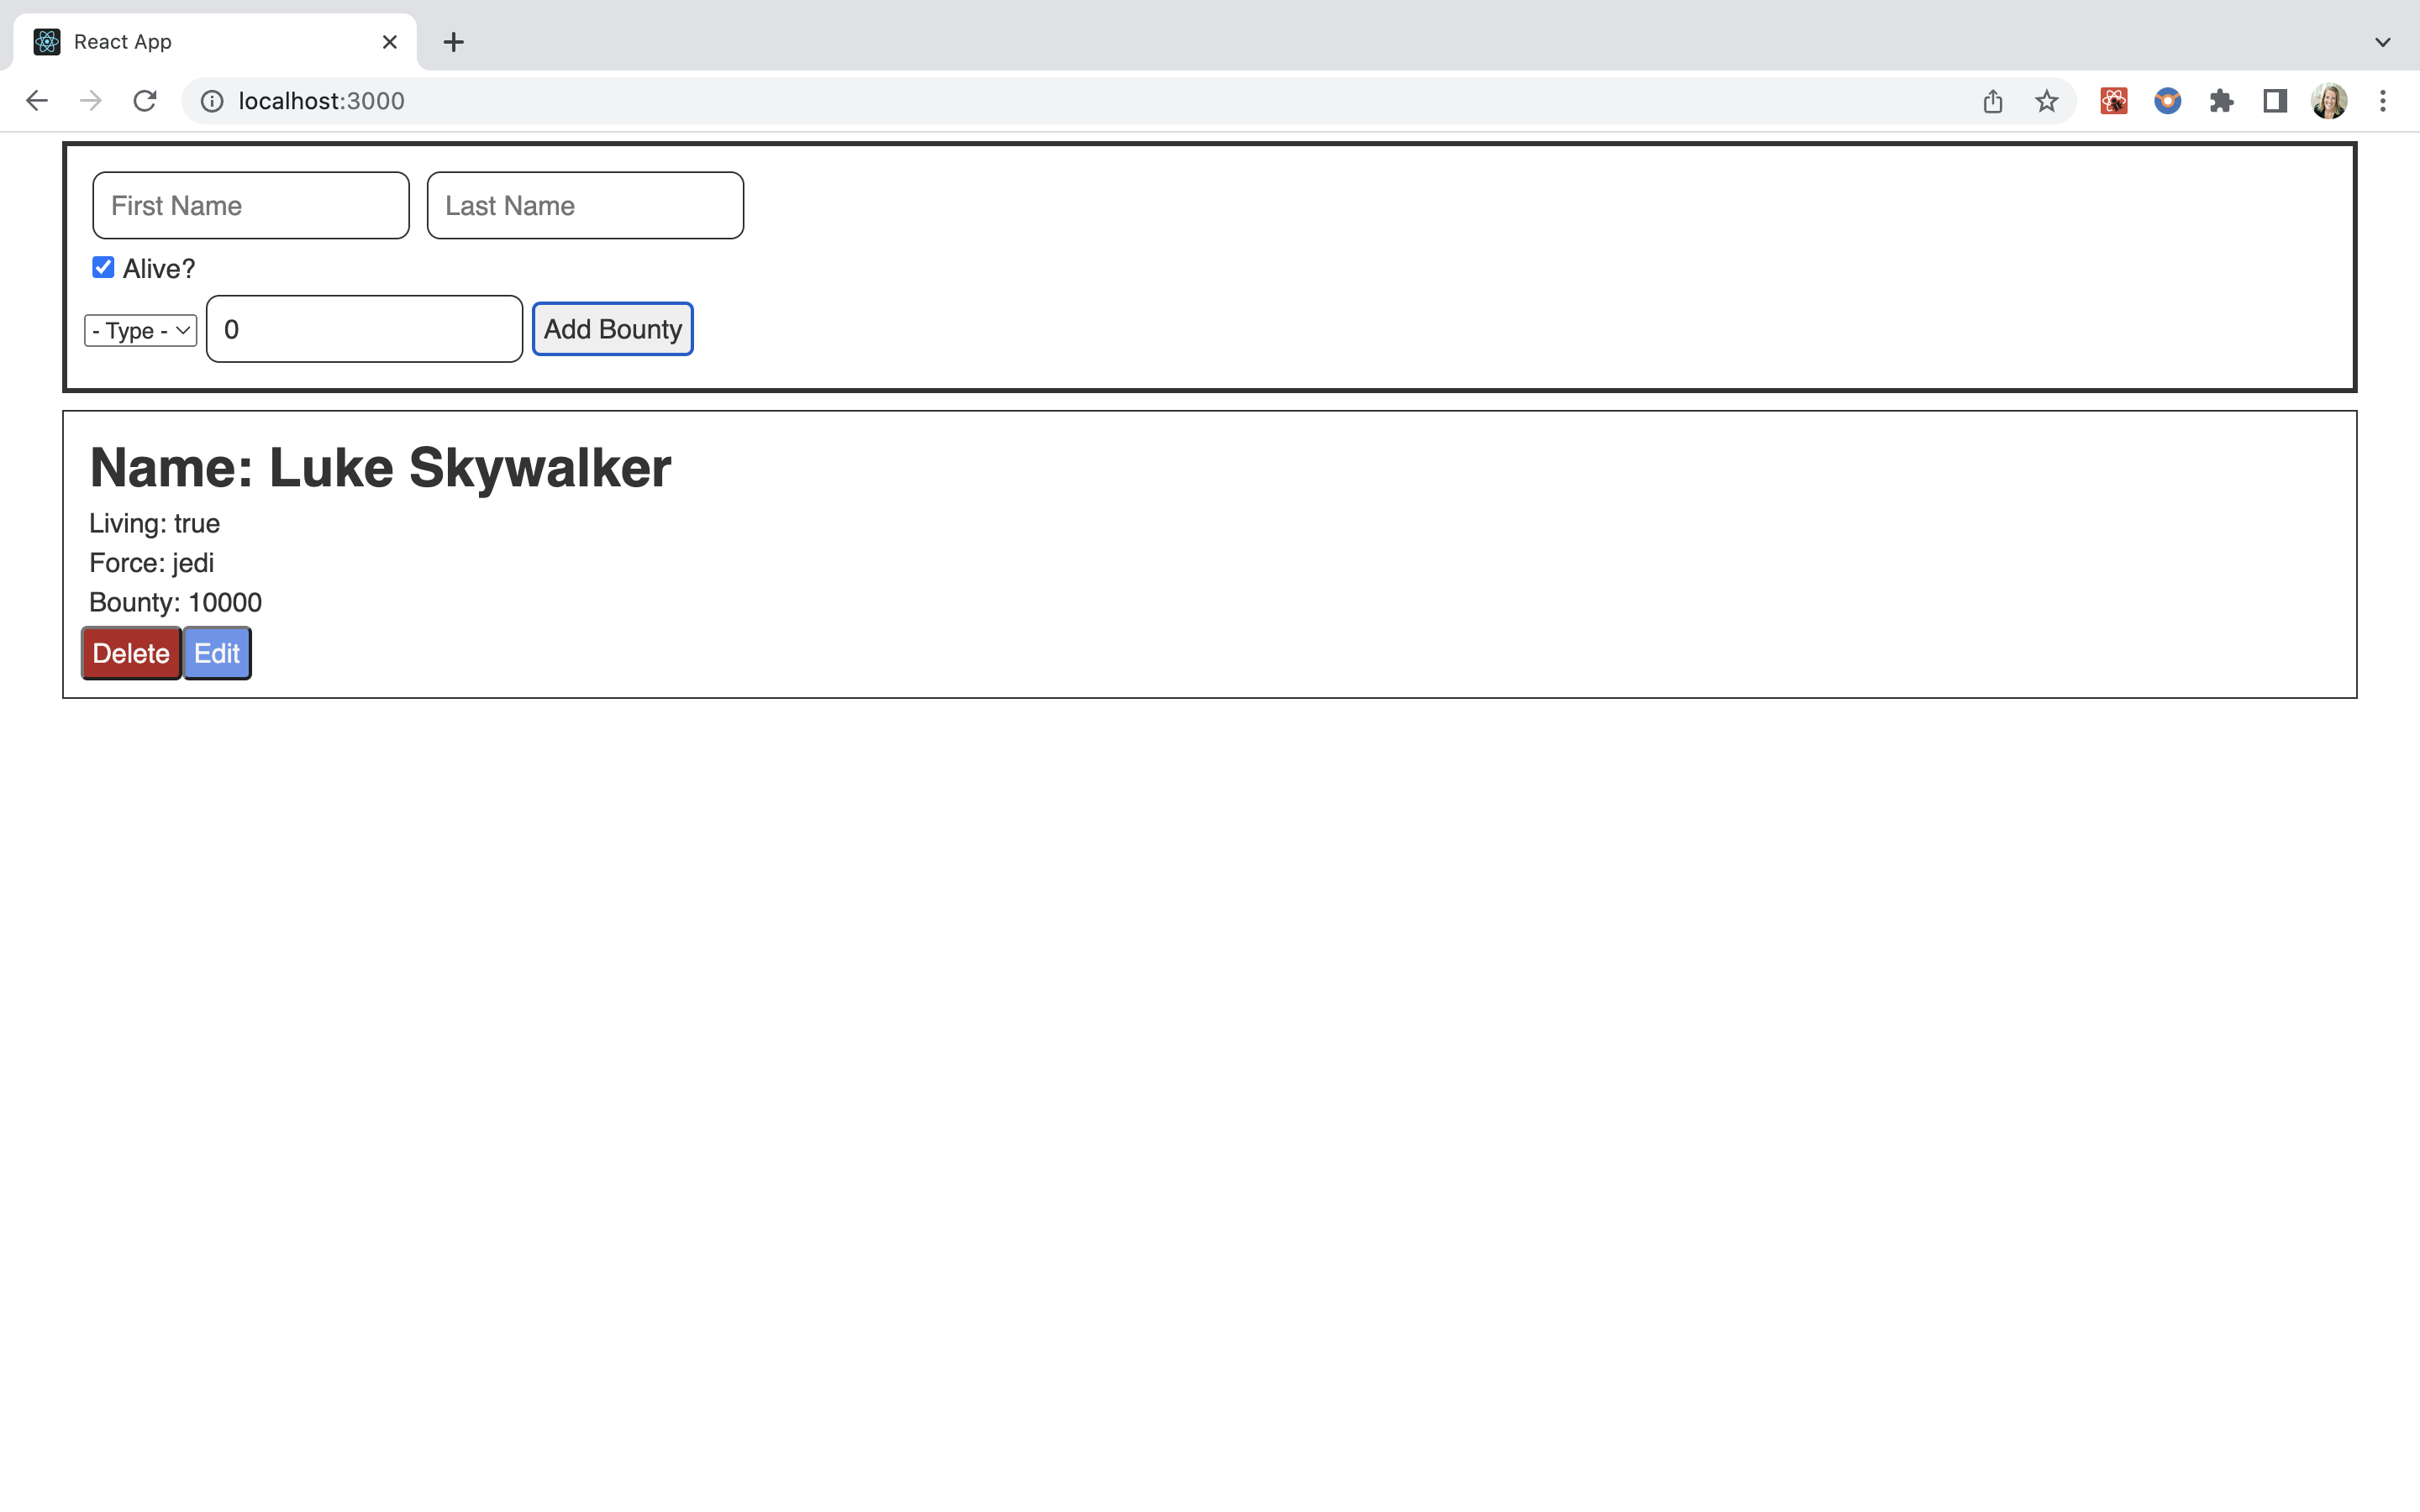 React App
localhost:3000
First Name Last Name
Alive?
- Type - 0 Add Bounty
Name: Luke Skywalker
Living: true
Force: jedi
Bounty: 10000
Delete Edit